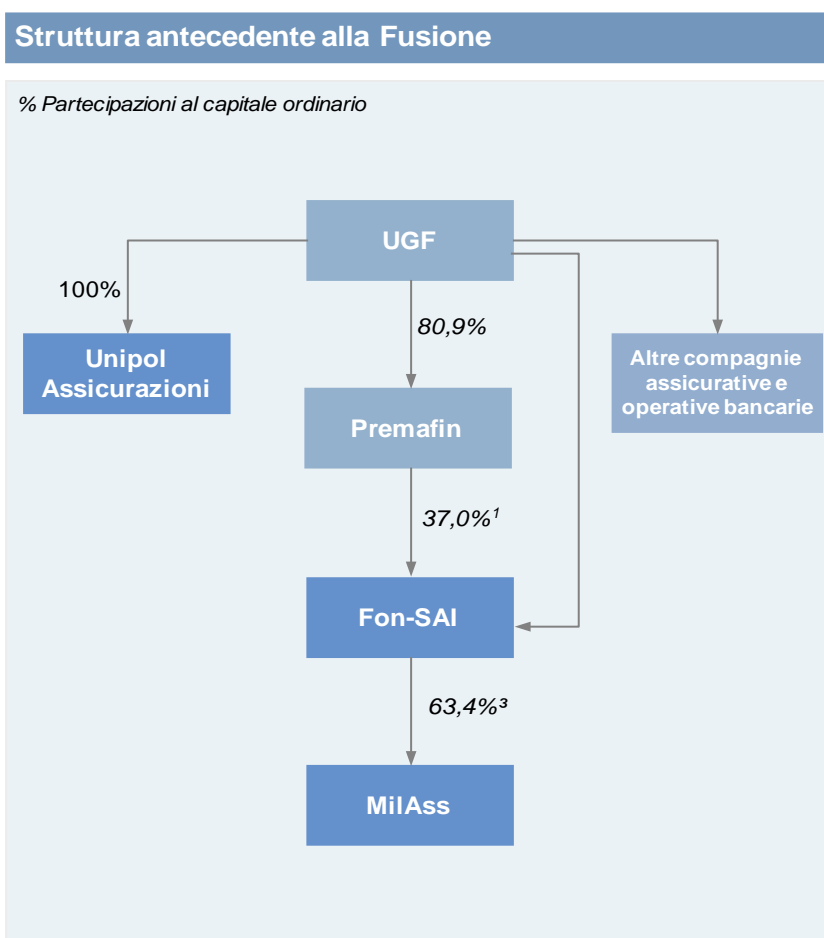 Struttura antecedente alla Fusione
% Partecipazioni al capitale ordinario
UGF
100%
80,9%
Unipol
Assicurazioni
Altre compagnie
assicurative e
operative bancarie
Premafin
37,0%¹
Fon-SAI
63,4%³
MilAss